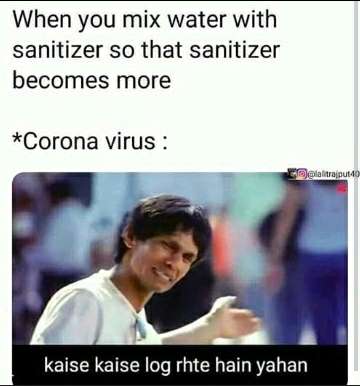 When you mix water with
sanitizer so that sanitizer
becomes more
*Corona virus :
@lalitrajput40
kaise kaise log rhte hain yahan